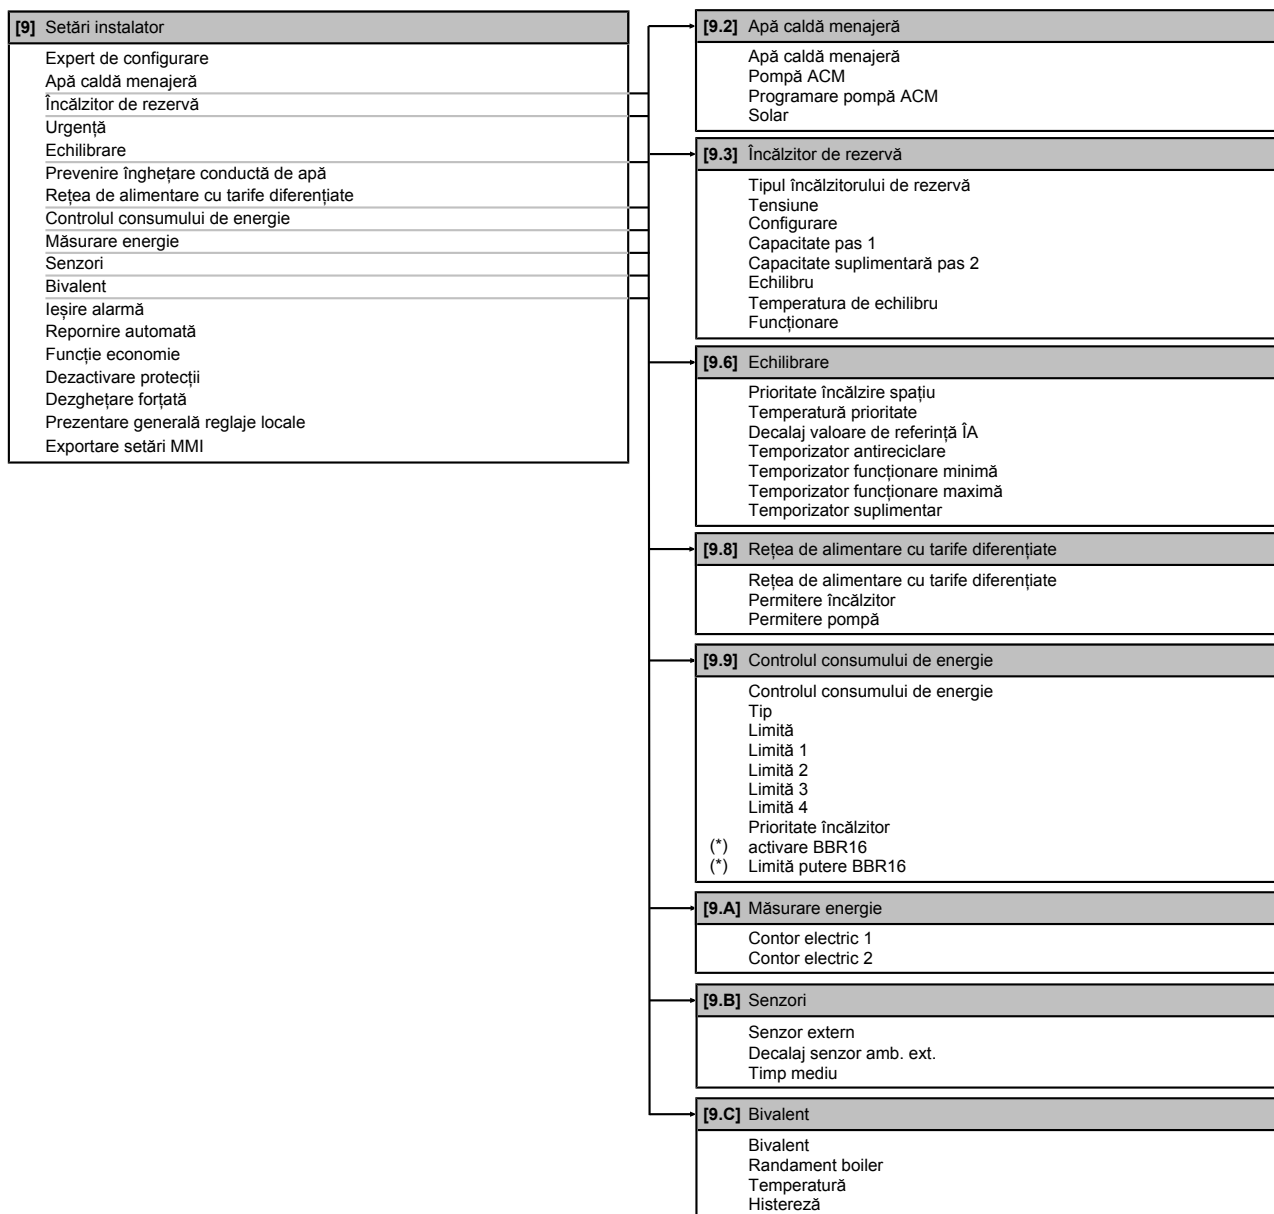 [9] Setări instalator
Expert de configurare
Apă caldă menajeră
Încălzitor de rezervă
Urgență
Echilibrare
Prevenire înghețare conductă de apă
Rețea de alimentare cu tarife diferențiate
Controlul consumului de energie
Măsurare energie
Senzori
Bivalent
Ieșire alarmă
Repornire automată
Funcție economie
Dezactivare protecții
Dezghețare forțată
Prezentare generală reglaje locale
Exportare setări MMI
[9.2] Apă caldă menajeră
Apă caldă menajeră
Pompă ACM
Programare pompă ACM
Solar
[9.3] Încălzitor de rezervă
Tipul încălzitorului de rezervă
Tensiune
Configurare
Capacitate pas 1
Capacitate suplimentară pas 2
Echilibru
Temperatura de echilibru
Funcționare
[9.6] Echilibrare
Prioritate încălzire spațiu
Temperatură prioritate
Decalaj valoare de referință ÎA
Temporizator antireciclare
Temporizator funcționare minimă
Temporizator funcționare maximă
Temporizator suplimentar
[9.8] Rețea de alimentare cu tarife diferențiate
Rețea de alimentare cu tarife diferențiate
Permitere încălzitor
Permitere pompă
[9.9] Controlul consumului de energie
Controlul consumului de energie
Tip
Limită
Limită 1
Limită 2
Limită 3
Limită 4
Prioritate încălzitor
(*) activare BBR16
(*) Limită putere BBR16
[9.A] Măsurare energie
Contor electric 1
Contor electric 2
[9.B] Senzori
Senzor extern
Decalaj senzor amb. ext.
Timp mediu
[9.C] Bivalent
Bivalent
Randament boiler
Temperatură
Histereză